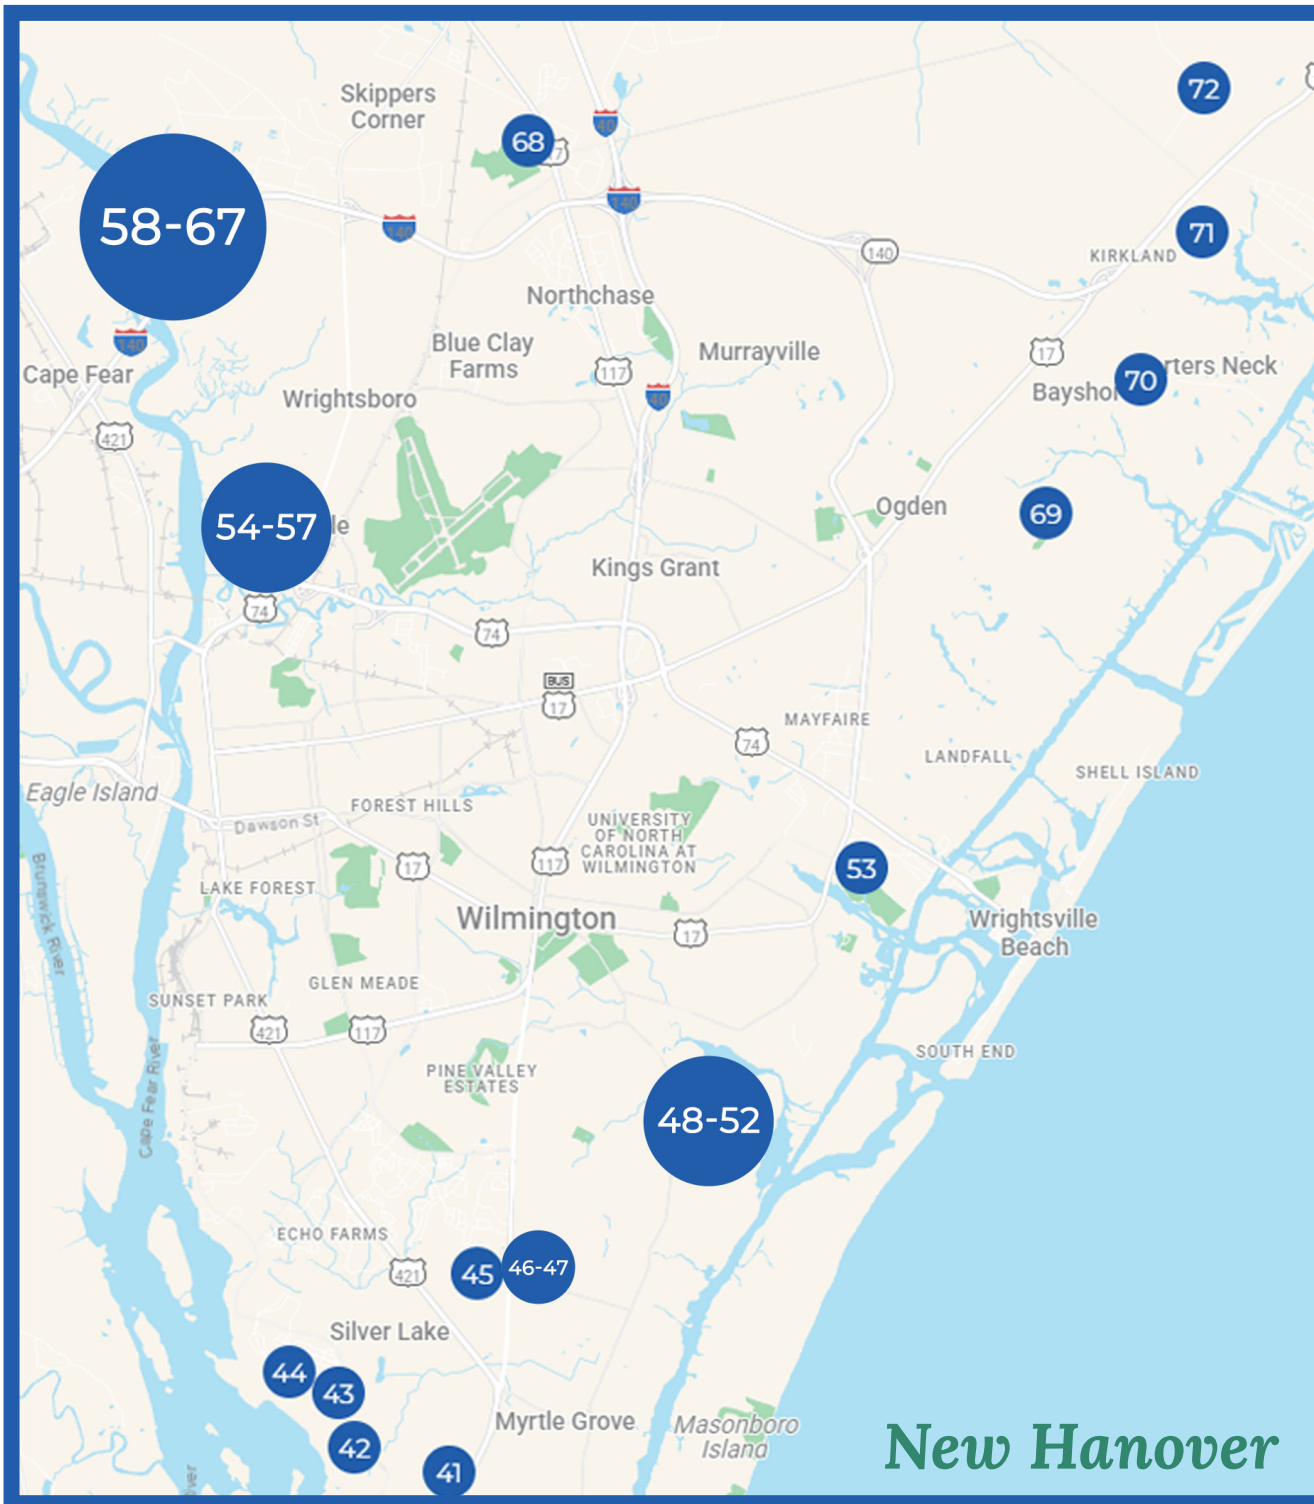 72
Skippers
Corner
40
68
17
58-67
140
140
71
140
KIRKLAND
Northchase
140
Blue Clay
Farms
Murrayville
17
117
Cape Fear
70
Bayshor
rters Neck
Wrightsboro
40
421
54-57
le
Ogden
69
Kings Grant
74
74
BUS
17
MAYFAIRE
74
LANDFALL
SHELL ISLAND
Eagle Island
FOREST HILLS
Dawson St
UNIVERSITY
OF NORTH
CAROLINA AT
WILMINGTON
17
117
53
LAKE FOREST
Brunswick River
Wilmington
17
Wrightsville
Beach
GLEN MEADE
SUNSET PARK
421
117
SOUTH END
PINE VALLEY
ESTATES
Cape Fear River
48-52
ECHO FARMS
421
45
46-47
Silver Lake
44
43
Myrtle Grove
Masonboro
Island
42
41
New Hanover